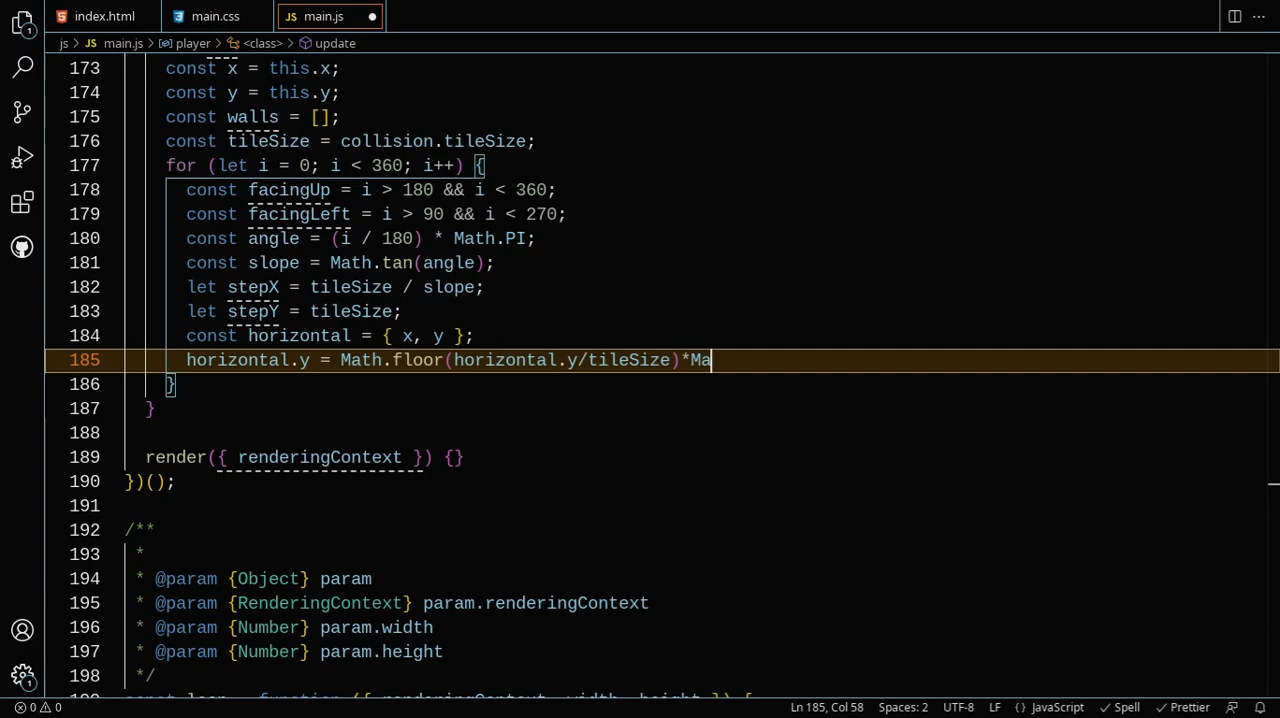 index.html
main.css
JS main.js
js > JS main.js > player > <class> > update
173 const x = this.x;
174 const y = this.y;
175 const walls = [];
176 const tileSize = collision.tileSize;
177 for (let i = 0; i < 360; i++) {
178 const facingUp = i > 180 && i < 360;
179 const facingLeft = i > 90 && i < 270;
180 const angle = (i / 180) * Math.PI;
181 const slope = Math.tan(angle);
182 let stepX = tileSize / slope;
183 let stepY = tileSize;
184 const horizontal = { x, y };
185 horizontal.y = Math.floor(horizontal.y/tileSize)*Ma
186 }
187 }
188
189 render({ renderingContext }) {}
190 })();
191
192 /**
193 *
194 * @param {Object} param
195 * @param {RenderingContext} param.renderingContext
196 * @param {Number} param.width
197 * @param {Number} param.height
198 */
1
1
0 0 Ln 185, Col 58 Spaces: 2 UTF-8 LF {} JavaScript Spell Prettier